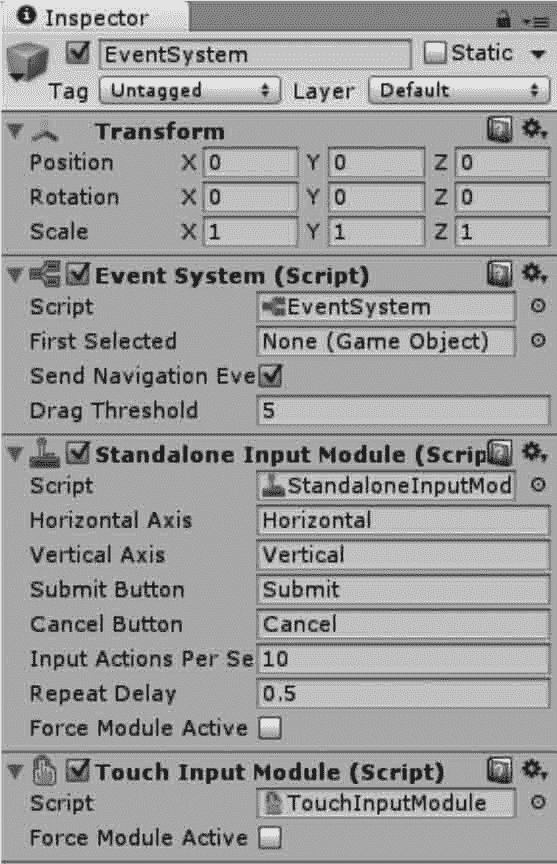 Inspector
EventSystem Static
Tag Untagged Layer Default
Transform
Position X 0 Y 0 Z 0
Rotation X 0 Y 0 Z 0
Scale X 1 Y 1 Z 1
Event System (Script)
Script EventSystem
First Selected None (Game Object)
Send Navigation Eve
Drag Threshold 5
Standalone Input Module (Scrip
Script StandaloneInputMod
Horizontal Axis Horizontal
Vertical Axis Vertical
Submit Button Submit
Cancel Button Cancel
Input Actions Per Se 10
Repeat Delay 0.5
Force Module Active
Touch Input Module (Script)
Script TouchInputModule
Force Module Active